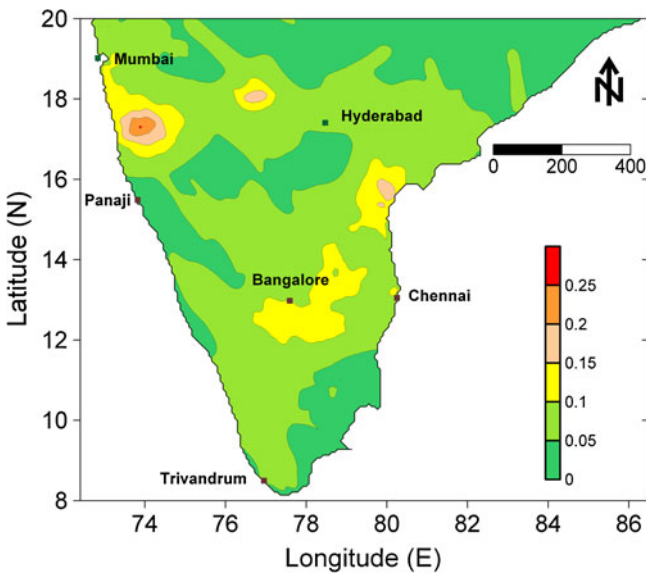 20
Mumbai
N
18
Hyderabad
0 200 400
16
Panaji
Latitude (N)
14
Bangalore
Chennai
0.25
0.2
12
0.15
0.1
10
0.05
Trivandrum
0
8
74 76 78 80 82 84 86
Longitude (E)